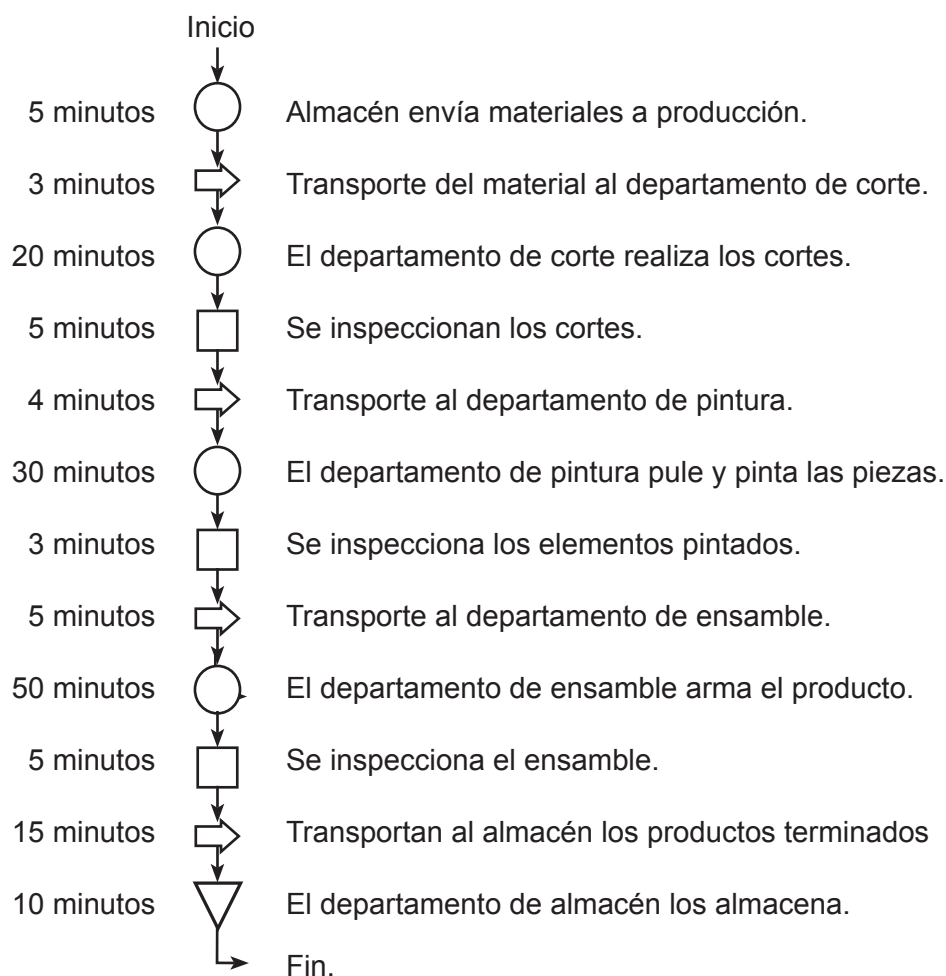 Inicio
5 minutos Almacén envía materiales a producción.
3 minutos Transporte del material al departamento de corte.
20 minutos El departamento de corte realiza los cortes.
5 minutos Se inspeccionan los cortes.
4 minutos Transporte al departamento de pintura.
30 minutos El departamento de pintura pule y pinta las piezas.
3 minutos Se inspecciona los elementos pintados.
5 minutos Transporte al departamento de ensamble.
50 minutos El departamento de ensamble arma el producto.
5 minutos Se inspecciona el ensamble.
15 minutos Transportan al almacén los productos terminados
10 minutos El departamento de almacén los almacena.
Fin.